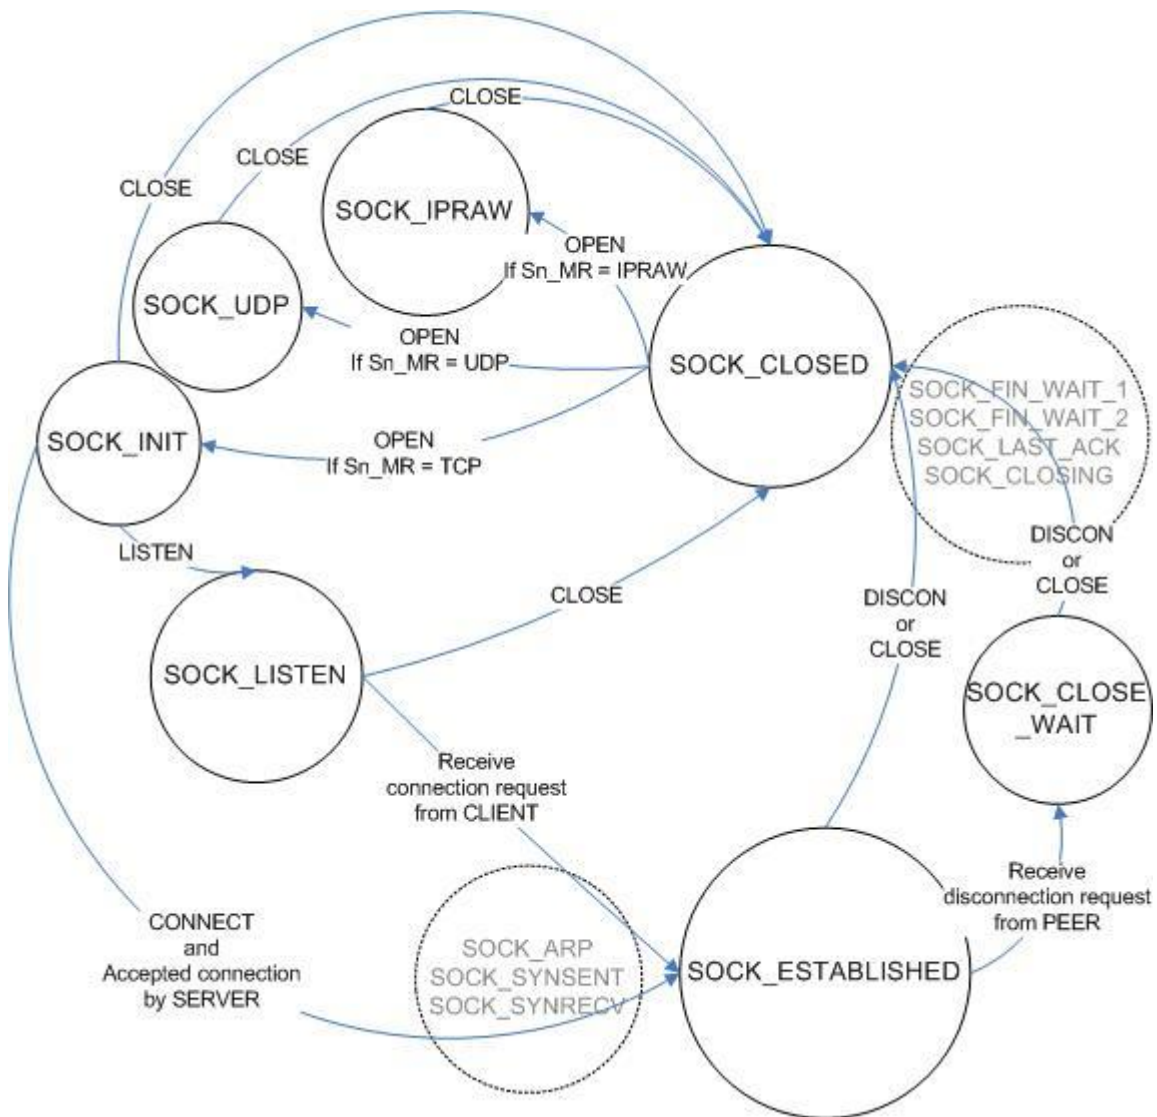 CLOSE
CLOSE
CLOSE
SOCK_IPRAW
OPEN
If Sn_MR = IPRAW
SOCK_UDP
OPEN
If Sn_MR = UDP
SOCK_CLOSED
SOCK_FIN_WAIT_1
SOCK_FIN_WAIT_2
SOCK_LAST_ACK
SOCK_CLOSING
SOCK_INIT
OPEN
If Sn_MR = TCP
LISTEN
DISCON
or
CLOSE
CLOSE
DISCON
or
CLOSE
SOCK_LISTEN
SOCK_CLOSE
_WAIT
Receive
connection request
from CLIENT
Receive
disconnection request
from PEER
CONNECT
and
Accepted connection
by SERVER
SOCK_ARP
SOCK_SYNSENT
SOCK_SYNRECV
SOCK_ESTABLISHED